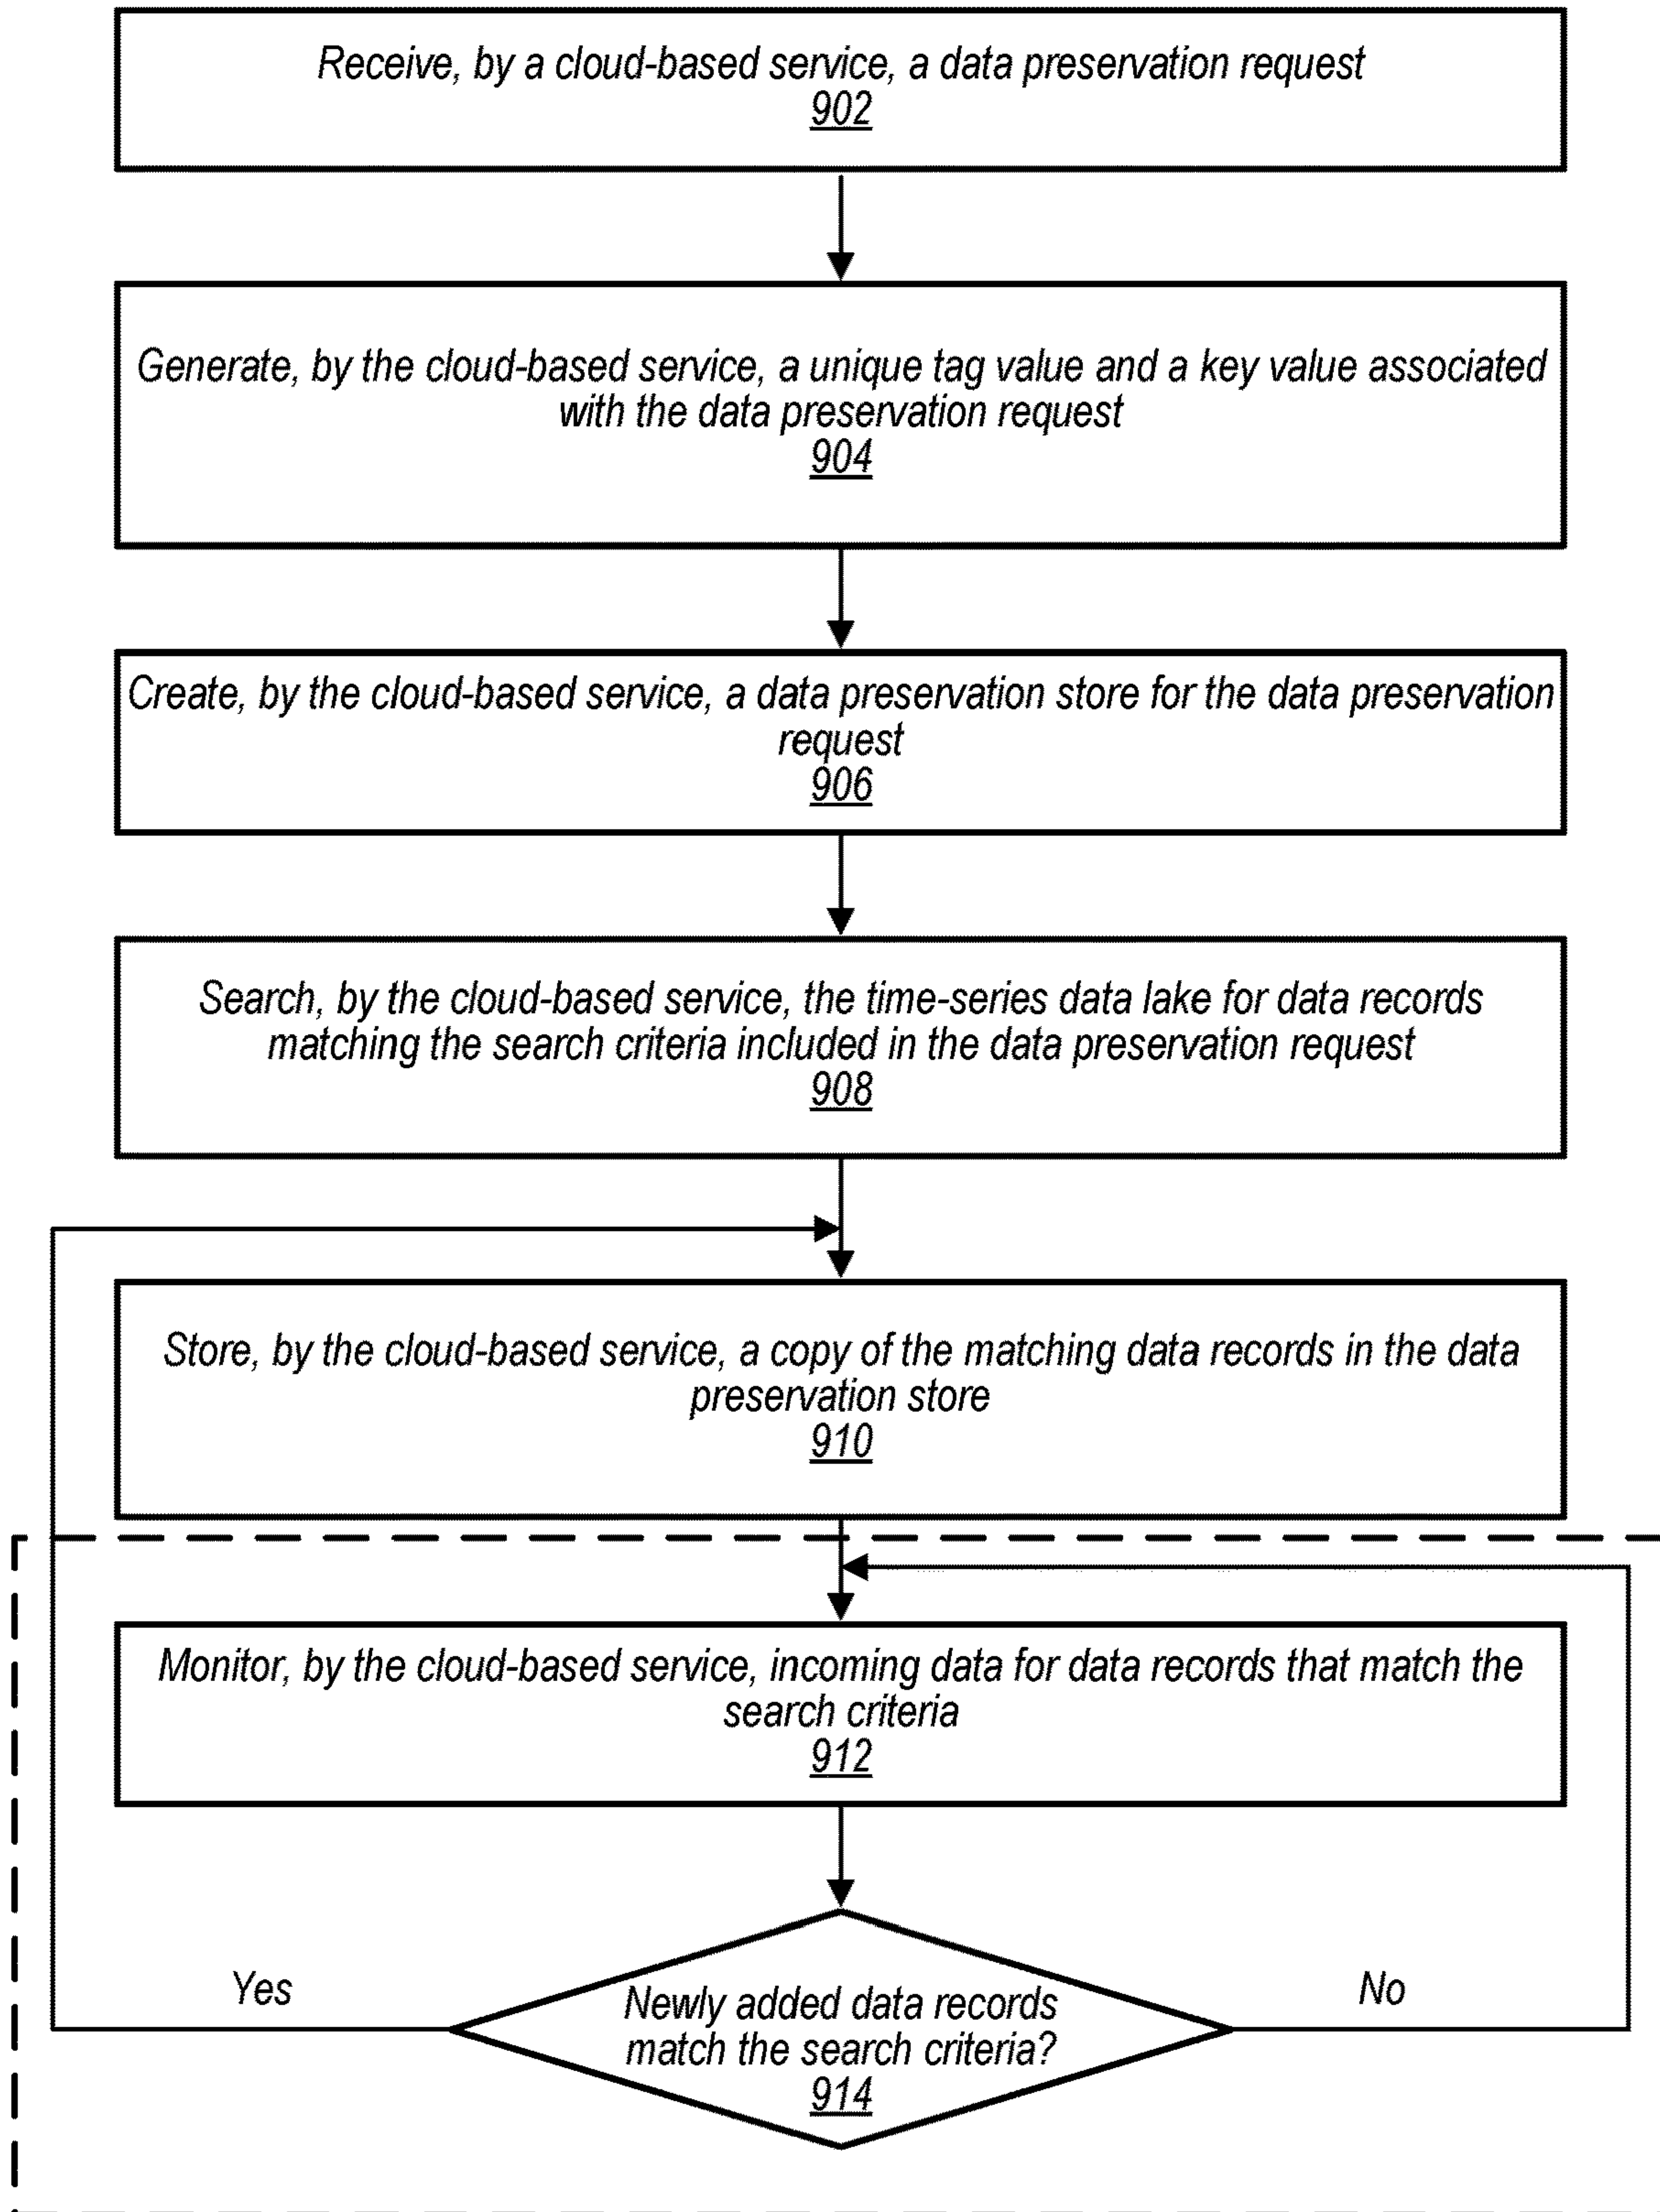 Receive, by a cloud-based service, a data preservation request
902
Generate, by the cloud-based service, a unique tag value and a key value associated
with the data preservation request
904
Create, by the cloud-based service, a data preservation store for the data preservation
request
906
Search, by the cloud-based service, the time-series data lake for data records
matching the search criteria included in the data preservation request
908
Store, by the cloud-based service, a copy of the matching data records in the data
preservation store
910
Monitor, by the cloud-based service, incoming data for data records that match the
search criteria
912
Yes
No
Newly added data records
match the search criteria?
914